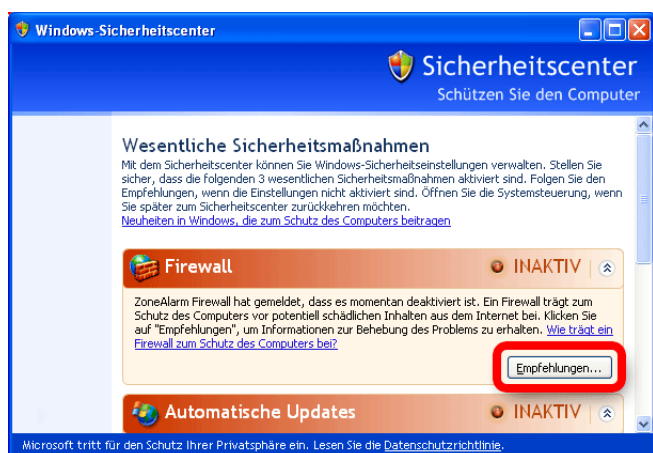 Windows-Sicherheitscenter
Sicherheitscenter
Schützen Sie den Computer
Wesentliche Sicherheitsmaßnahmen
Mit dem Sicherheitscenter können Sie Windows-Sicherheitseinstellungen verwalten. Stellen Sie
sicher, dass die folgenden 3 wesentlichen Sicherheitsmaßnahmen aktiviert sind. Folgen Sie den
Empfehlungen, wenn die Einstellungen nicht aktiviert sind. Öffnen Sie die Systemsteuerung, wenn
Sie später zum Sicherheitscenter zurückkehren möchten.
Neuheiten in Windows, die zum Schutz des Computers beitragen
Firewall INAKTIV
ZoneAlarm Firewall hat gemeldet, dass es momentan deaktiviert ist. Ein Firewall trägt zum
Schutz des Computers vor potentiell schädlichen Inhalten aus dem Internet bei. Klicken Sie
auf "Empfehlungen", um Informationen zur Behebung des Problems zu erhalten. Wie trägt ein
Firewall zum Schutz des Computers bei?
Empfehlungen...
Automatische Updates INAKTIV
Microsoft tritt für den Schutz Ihrer Privatsphäre ein. Lesen Sie die Datenschutzrichtlinie.